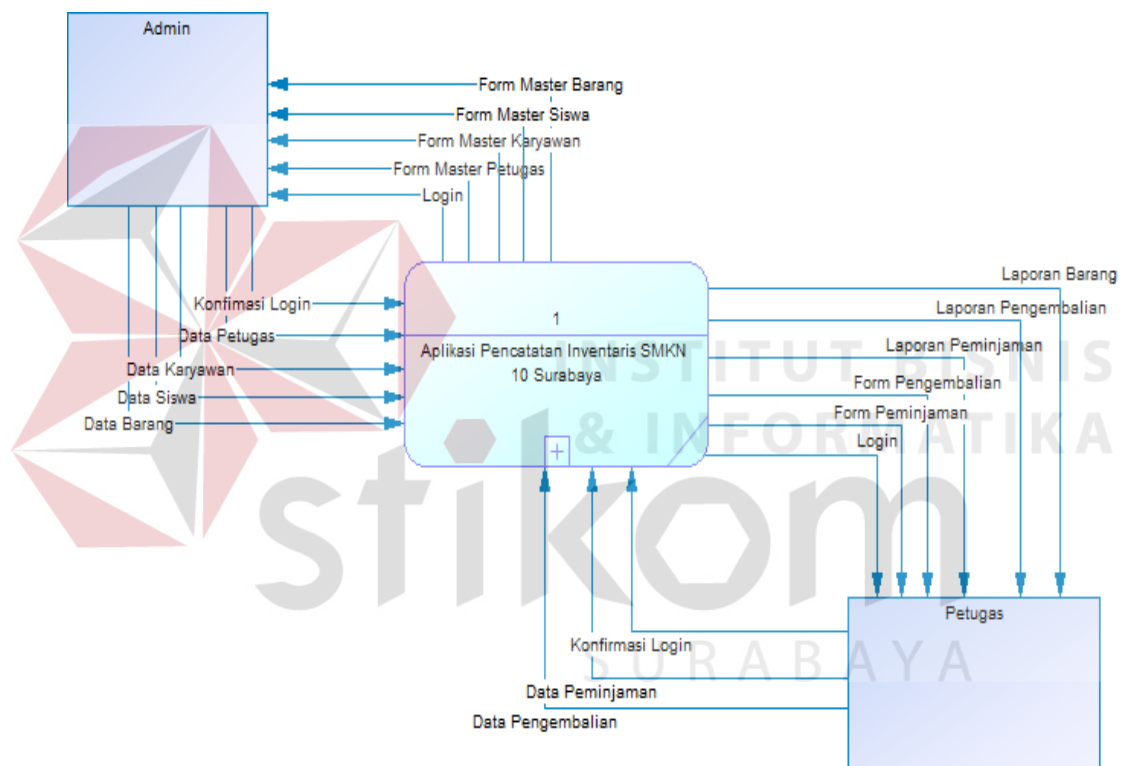 Admin
Form Master Barang
Form Master Siswa
Form Master Karyawan
Form Master Petugas
Login
Konfimasi Login
Data Petugas
Data Karyawan
Data Siswa
Data Barang
1
Aplikasi Pencatatan Inventaris SMKN
10 Surabaya
Laporan Barang
Laporan Pengembalian
Laporan Peminjaman
Form Pengembalian
Form Peminjaman
Login
Petugas
Konfirmasi Login
Data Peminjaman
Data Pengembalian
INSTITUT BISNIS
& INFORMATIKA
stikom
SURABAYA